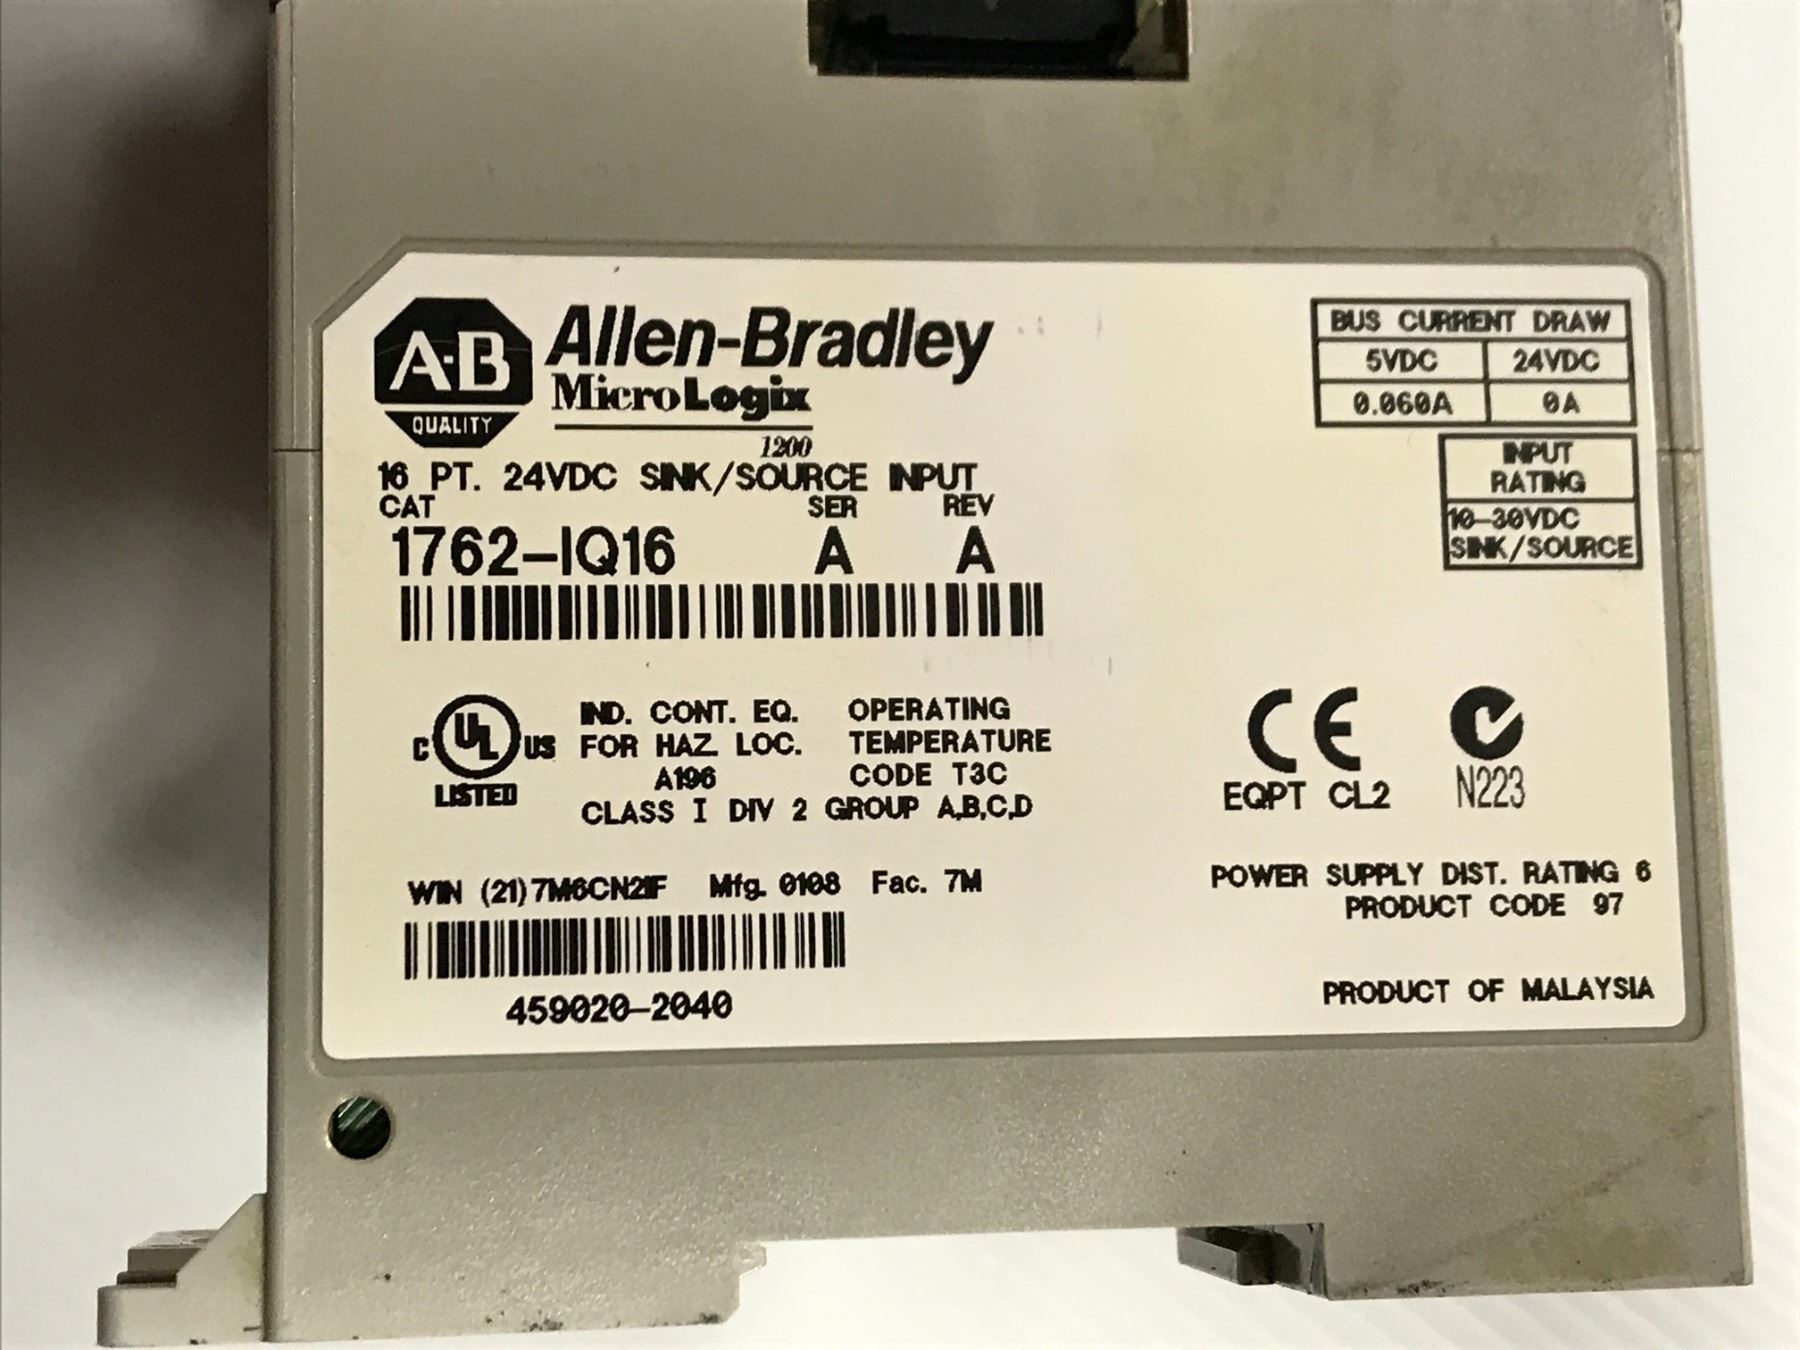 A-B
QUALITY
Allen-Bradley
MicroLogix
1200
16 PT. 24VDC SINK/SOURCE INPUT
CAT SER REV
1762-IQ16 A A
BUS CURRENT DRAW
5VDC 24VDC
0.060A 0A
INPUT
RATING
10-30VDC
SINK/SOURCE
C UL US
LISTED
IND. CONT. EQ.
FOR HAZ. LOC.
A196
OPERATING
TEMPERATURE
CODE T3C
CLASS I DIV 2 GROUP A,B,C,D
CE
EQPT CL2
N223
WIN (21)7M6CN2IF Mfg. 0108 Fac. 7M
459020-2040
POWER SUPPLY DIST. RATING 6
PRODUCT CODE 97
PRODUCT OF MALAYSIA